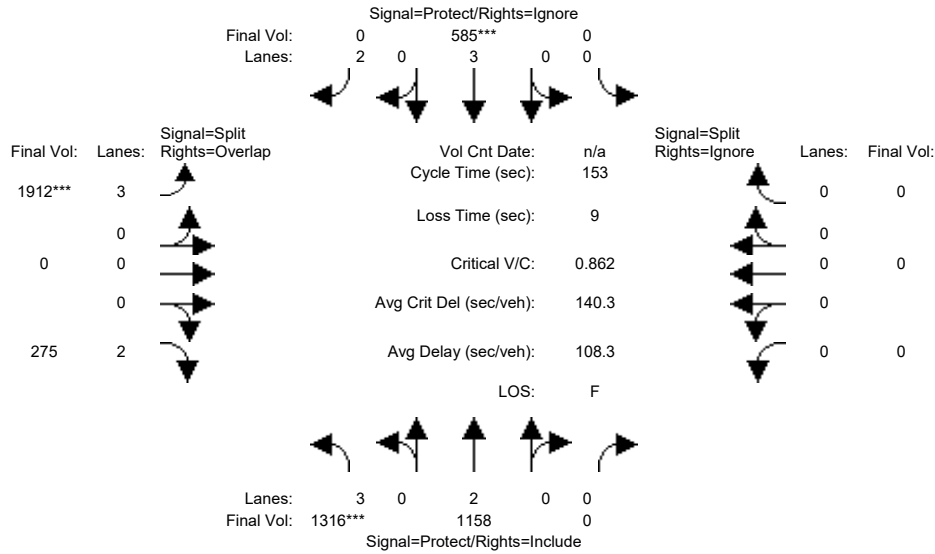 Signal=Protect/Rights=Ignore
Final Vol: 0 585*** 0
Lanes: 2 0 3 0 0
Signal=Split
Final Vol: Lanes: Rights=Overlap
Vol Cnt Date: n/a
Signal=Split
Rights=Ignore Lanes: Final Vol:
Cycle Time (sec): 153
1912*** 3
0 0
Loss Time (sec): 9
0
0
0 0
Critical V/C: 0.862
0 0
0
Avg Crit Del (sec/veh): 140.3
0
275 2
Avg Delay (sec/veh): 108.3
0 0
LOS: F
Lanes: 3 0 2 0 0
Final Vol: 1316*** 1158 0
Signal=Protect/Rights=Include